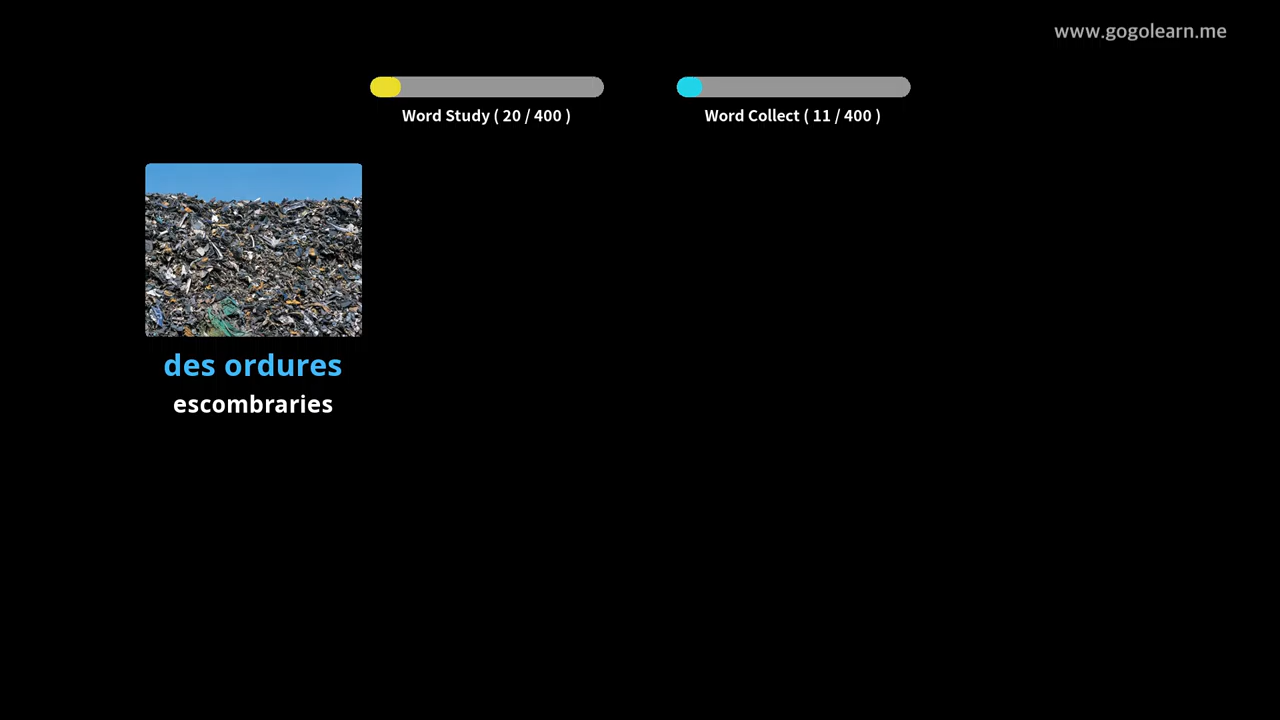 www.gogolearn.me
Word Study ( 20 / 400 )
Word Collect ( 11 / 400 )
des ordures
escombraries